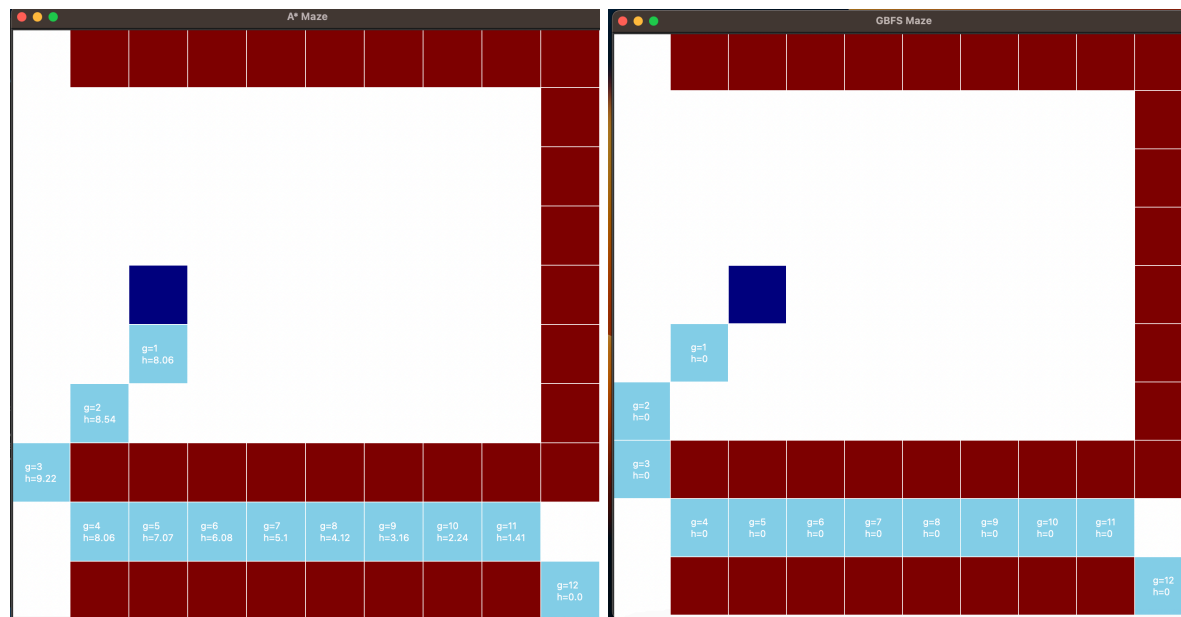 A* Maze
g=1
h=8.06
g=2
h=8.54
g=3
h=9.22
g=4
h=8.06
g=5
h=7.07
g=6
h=6.08
g=7
h=5.1
g=8
h=4.12
g=9
h=3.16
g=10
h=2.24
g=11
h=1.41
g=12
h=0.0
GBFS Maze
g=1
h=0
g=2
h=0
g=3
h=0
g=4
h=0
g=5
h=0
g=6
h=0
g=7
h=0
g=8
h=0
g=9
h=0
g=10
h=0
g=11
h=0
g=12
h=0